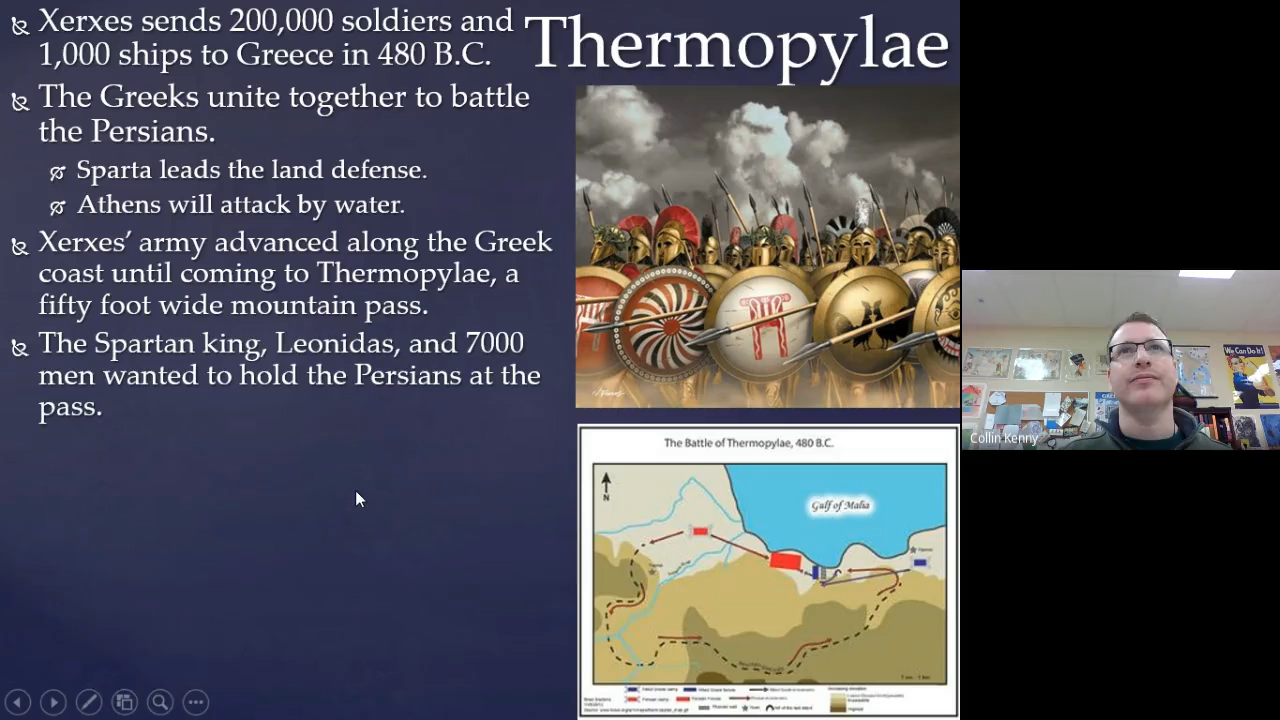 Thermopylae
Xerxes sends 200,000 soldiers and
1,000 ships to Greece in 480 B.C.
The Greeks unite together to battle
the Persians.
Sparta leads the land defense.
Athens will attack by water.
Xerxes' army advanced along the Greek
coast until coming to Thermopylae, a
fifty foot wide mountain pass.
The Spartan king, Leonidas, and 7000
men wanted to hold the Persians at the
pass.
The Battle of Thermopylae, 480 B.C.
N
Gulf of Malia
We Can Do It!
Collin Kenny